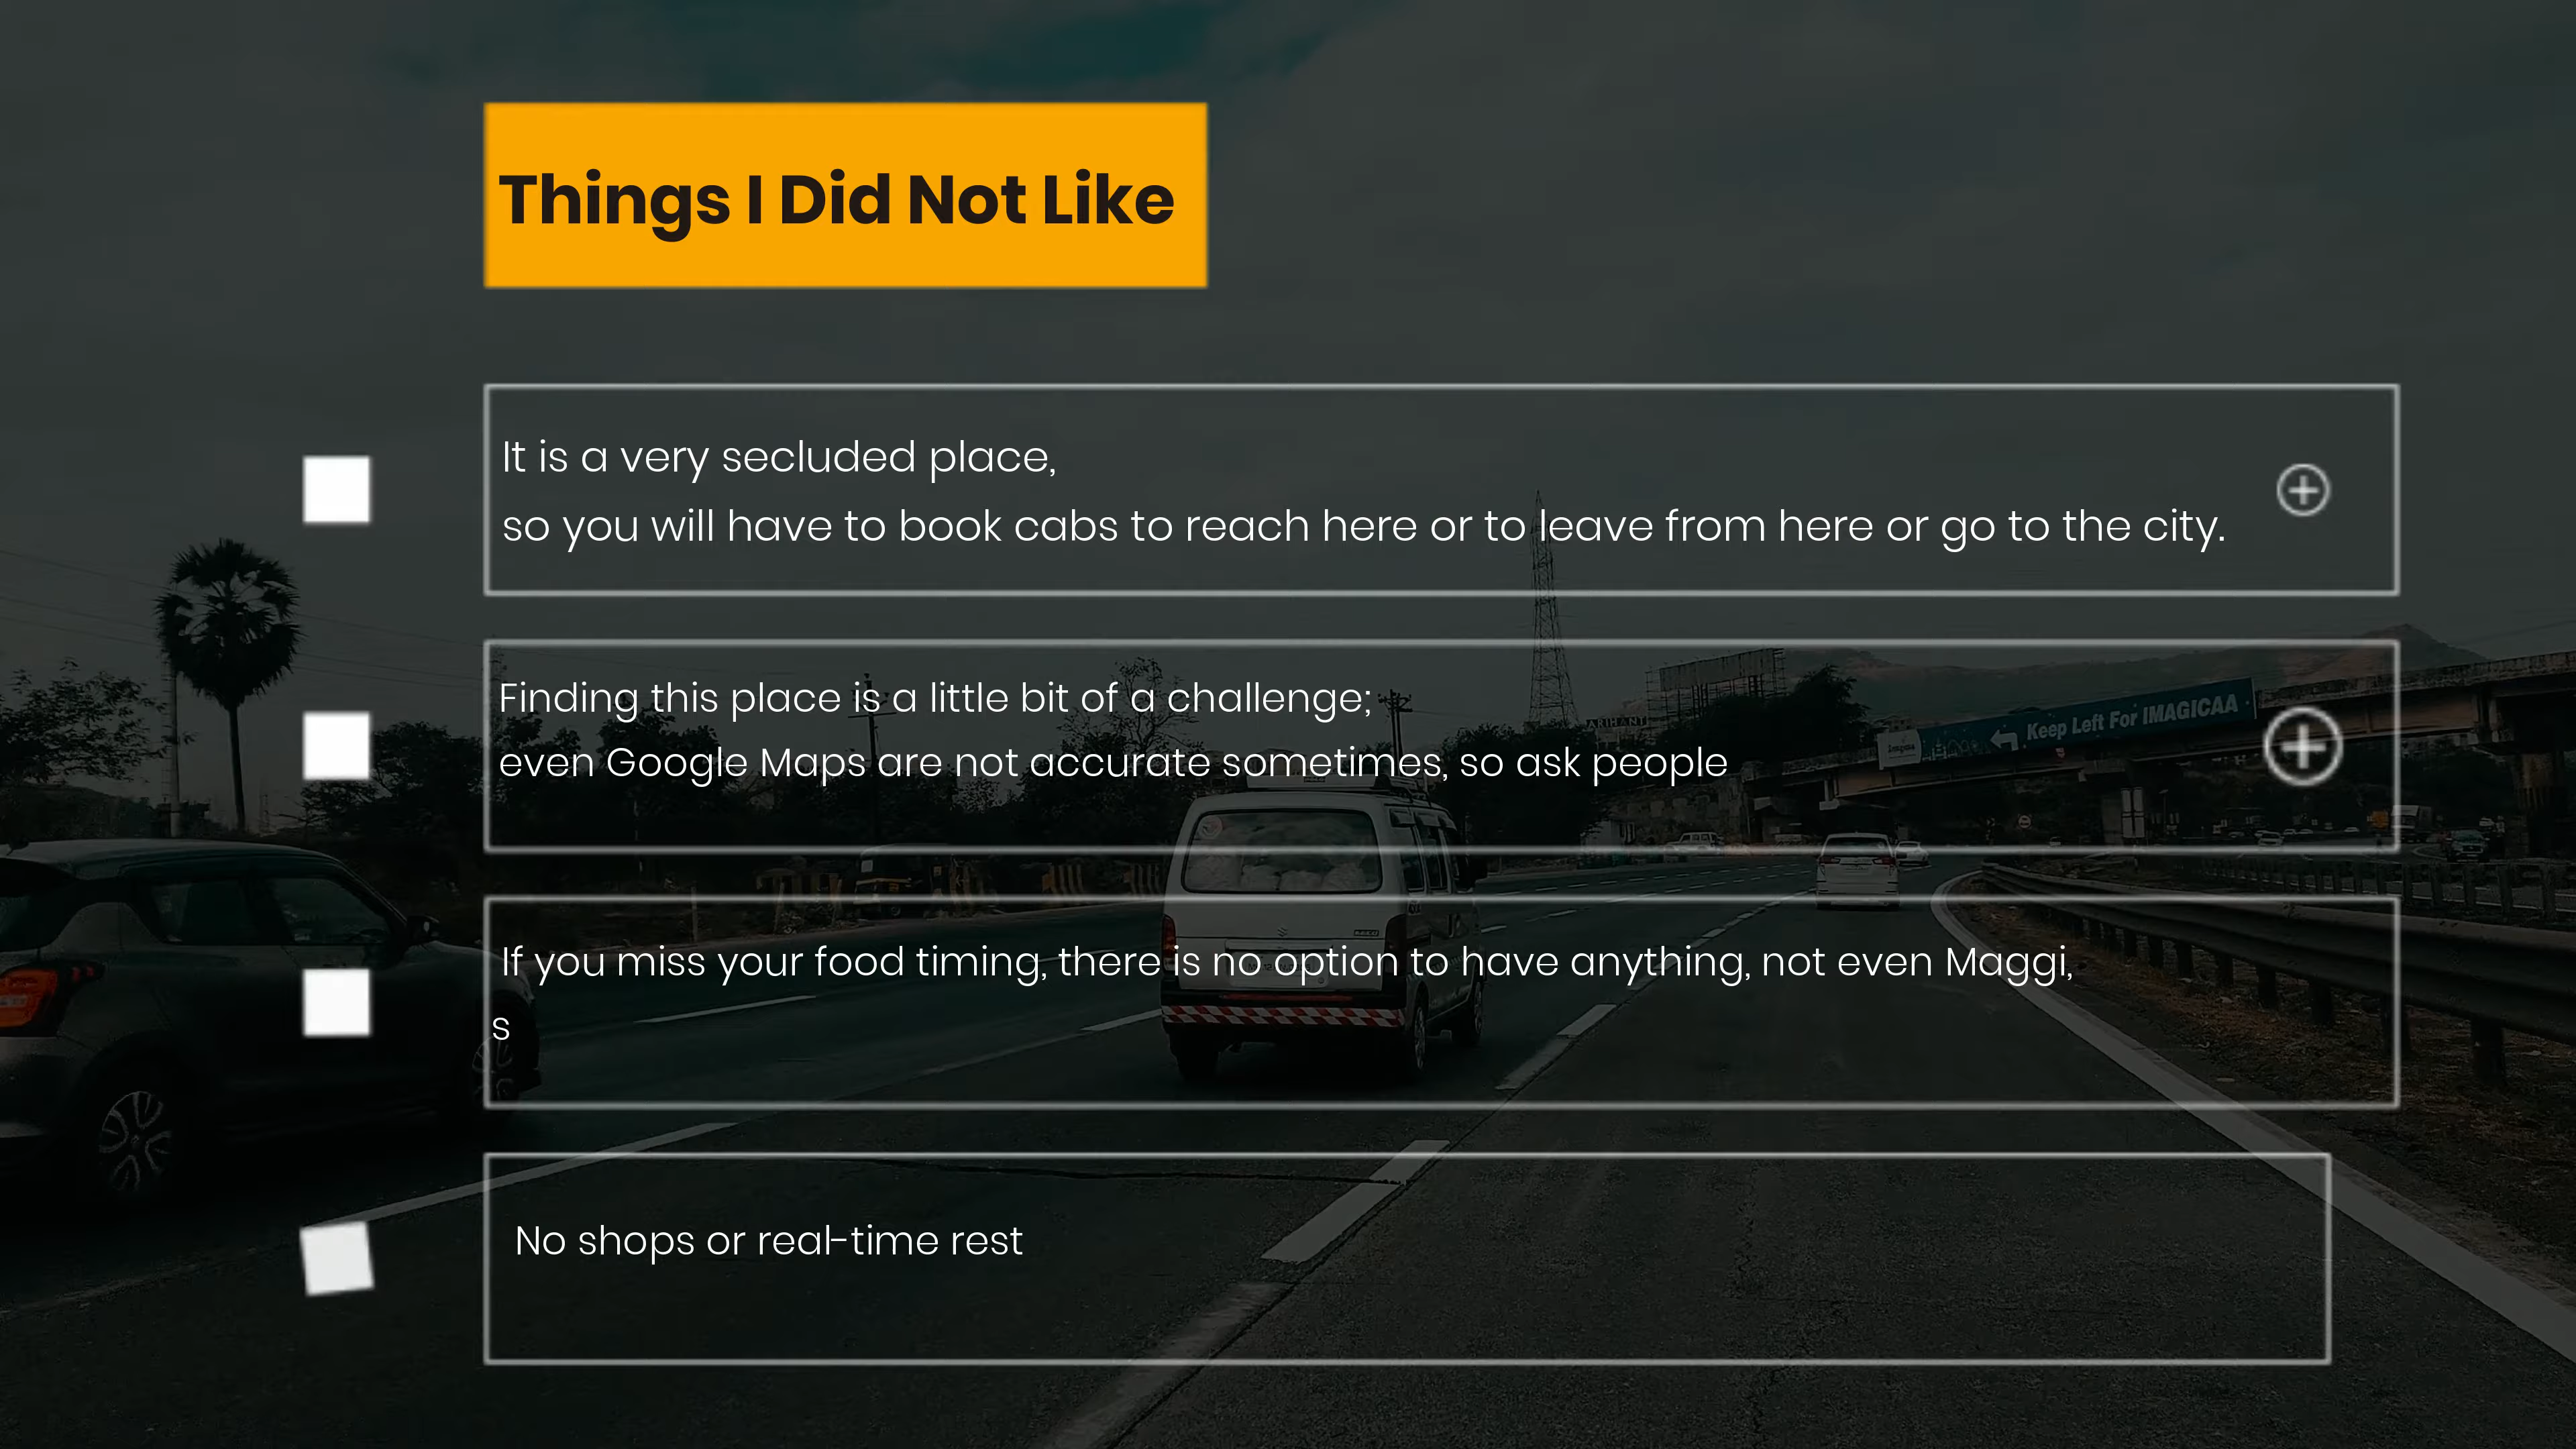 Things I Did Not Like
It is a very secluded place,
so you will have to book cabs to reach here or to leave from here or go to the city.
Finding this place is a little bit of a challenge;
even Google Maps are not accurate sometimes, so ask people
ARIHANT
Keep Left For IMAGICAA
If you miss your food timing, there is no option to have anything, not even Maggi,
s
No shops or real-time rest